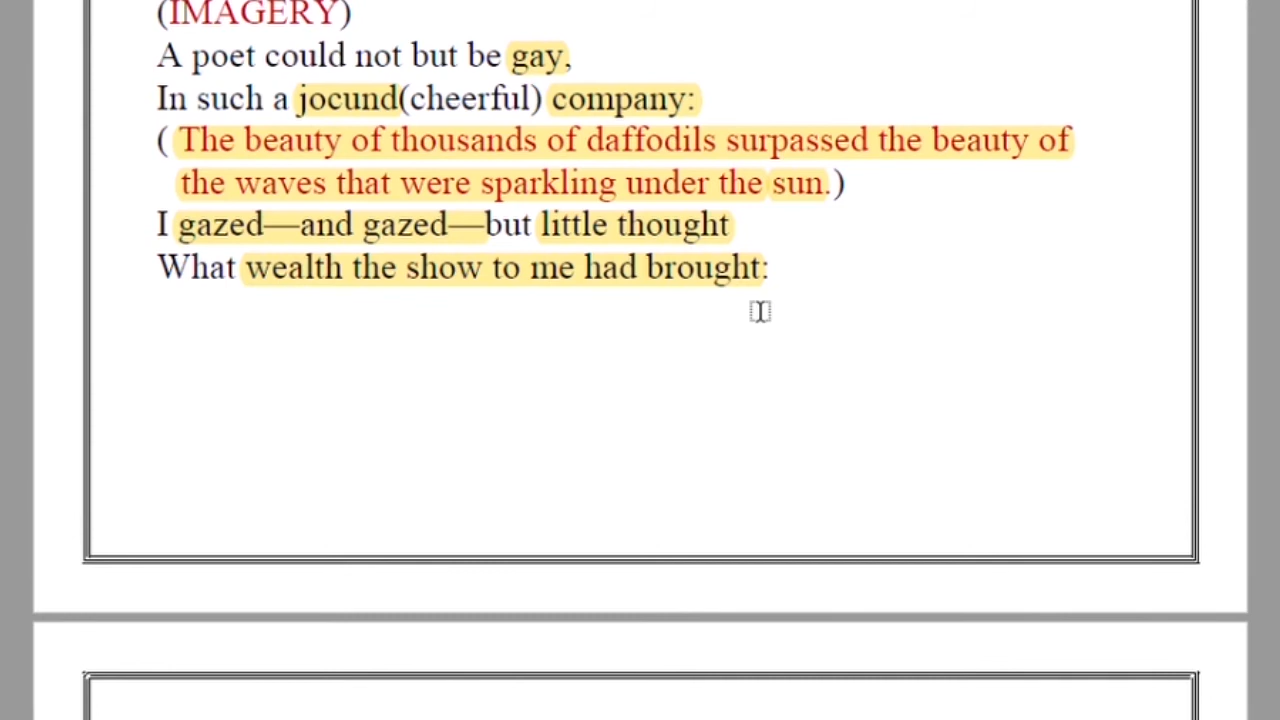 (IMAGERY)
A poet could not but be gay,
In such a jocund(cheerful) company:
( The beauty of thousands of daffodils surpassed the beauty of
the waves that were sparkling under the sun.)
I gazed—and gazed—but little thought
What wealth the show to me had brought: